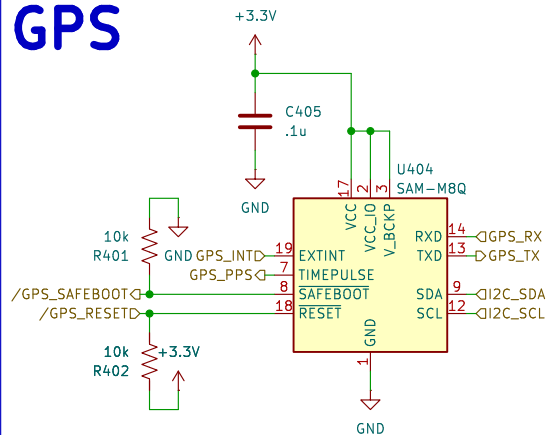 GPS
+3.3V
C405
.1u
GND
U404
SAM-M8Q
17
2
3
VCC
VCC_IO
V_BCKP
10k
R401
GND
GPS_INT
19
EXTINT
GPS_PPS
7
TIMEPULSE
/GPS_SAFEBOOT
8
SAFEBOOT
/GPS_RESET
18
RESET
RXD
14
GPS_RX
TXD
13
GPS_TX
SDA
9
I2C_SDA
SCL
12
I2C_SCL
GND
1
10k
R402
+3.3V
GND